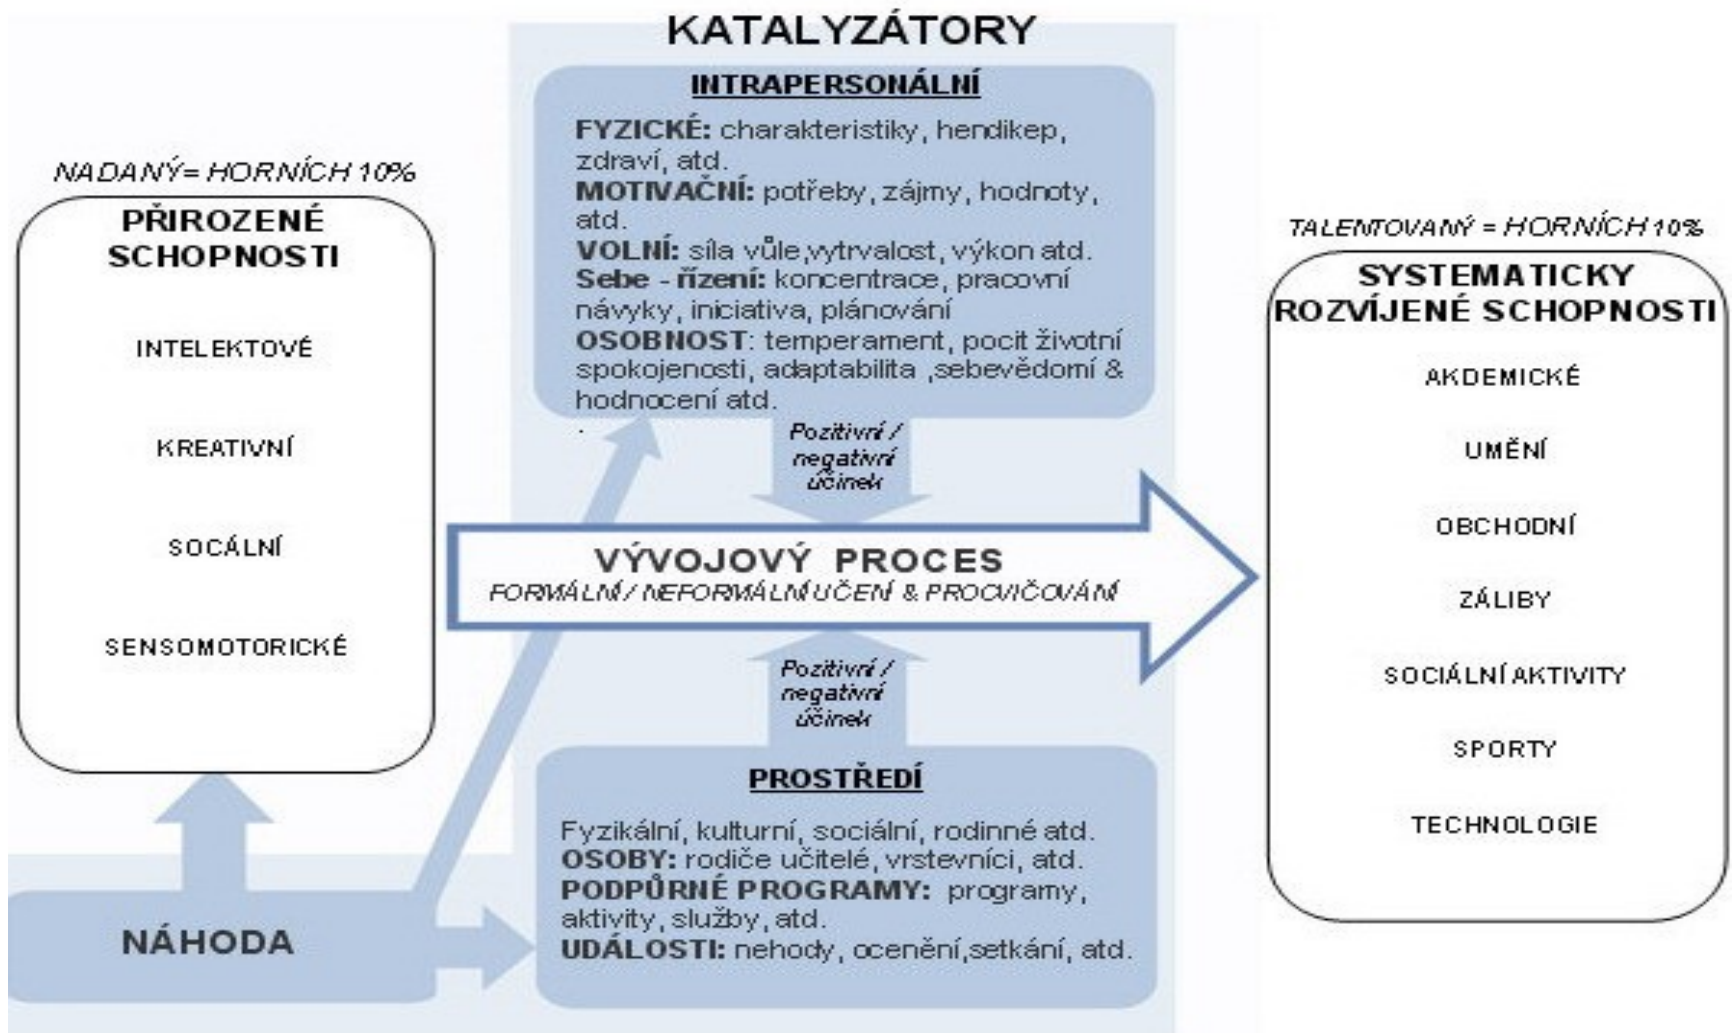 KATALYZÁTORY
INTRAPERSONÁLNÍ
FYZICKÉ: charakteristiky, hendikep,
zdraví, atd.
MOTIVAČNÍ: potřeby, zájmy, hodnoty,
atd.
VOLNÍ: síla vůle,vytrvalost, výkon atd.
Sebe - řízení: koncentrace, pracovní
návyky, iniciativa, plánování
OSOBNOST: temperament, pocit životní
spokojenosti, adaptabilita ,sebevědomí &
hodnocení atd.
.
NADANÝ= HORNÍCH 10%
PŘIROZENÉ
SCHOPNOSTI
INTELEKTOVÉ
KREATIVNÍ
SOCÁLNÍ
SENSOMOTORICKÉ
Pozitivní /
negativní
účinek
VÝVOJOVÝ PROCES
FORMÁLNÍ / NEFORMÁLNÍ UČENÍ & PROCVIČOVÁNÍ
Pozitivní /
negativní
účinek
PROSTŘEDÍ
Fyzikální, kulturní, sociální, rodinné atd.
OSOBY: rodiče učitelé, vrstevníci, atd.
PODPŮRNÉ PROGRAMY: programy,
aktivity, služby, atd.
UDÁLOSTI: nehody, ocenění,setkání, atd.
NÁHODA
TALENTOVANÝ = HORNÍCH 10%
SYSTEMATICKY
ROZVÍJENÉ SCHOPNOSTI
AKDEMICKÉ
UMĚNÍ
OBCHODNÍ
ZÁLIBY
SOCIÁLNÍ AKTIVITY
SPORTY
TECHNOLOGIE